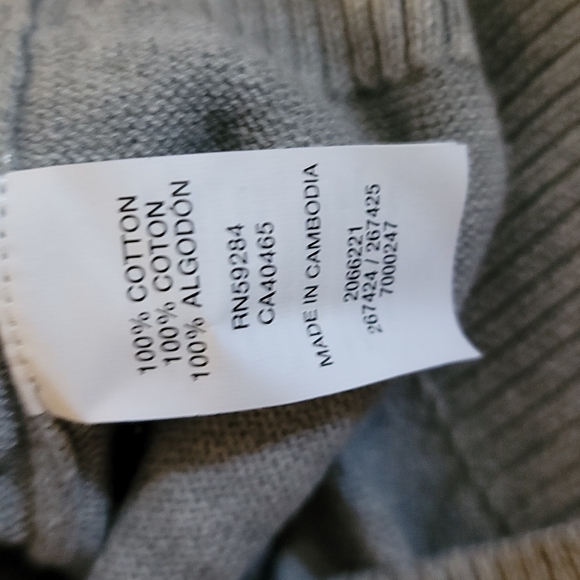 100% COTTON
100% COTON
100% ALGODÓN
RN59284
CA40465
MADE IN CAMBODIA
2066221
267424 / 267425
7000247